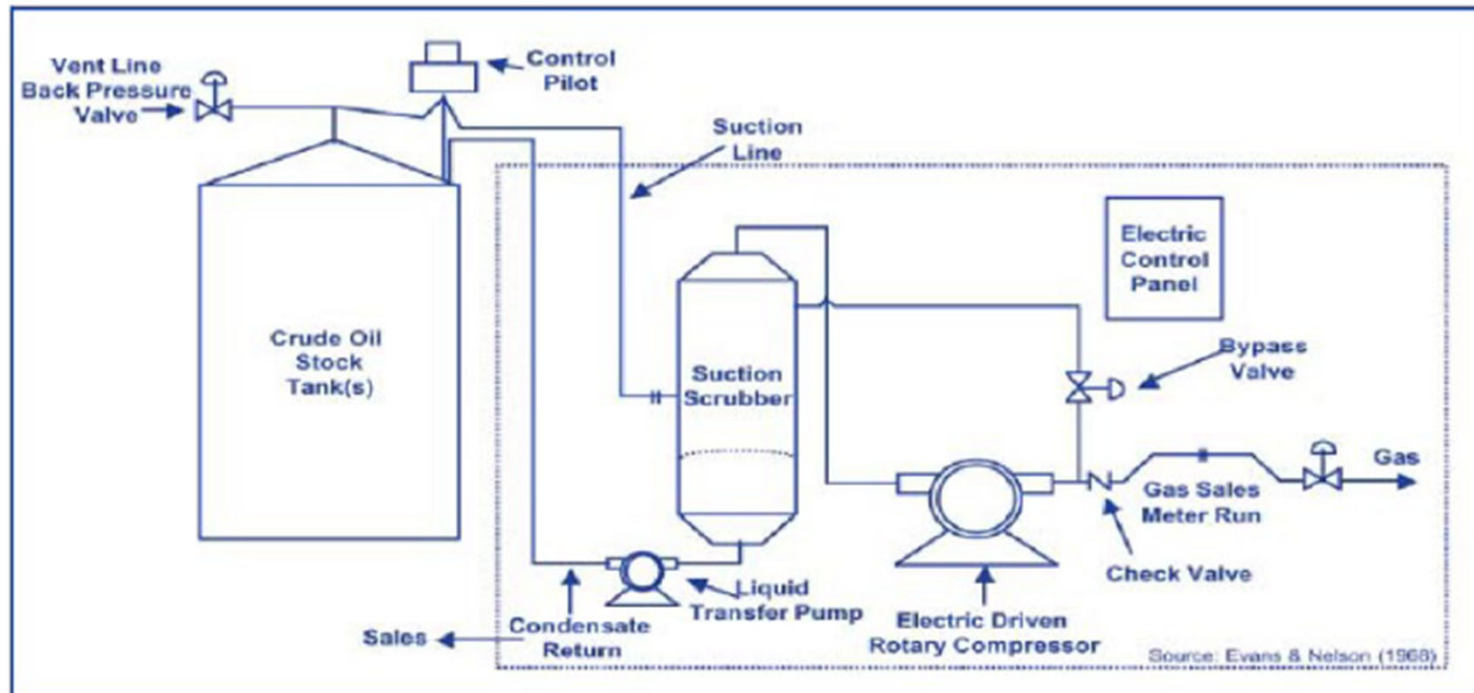 Vent Line
Back Pressure
Valve
Control
Pilot
Suction
Line
Electric
Control
Panel
Crude Oil
Stock
Tank(s)
Suction
Scrubber
Bypass
Valve
Gas
Gas Sales
Meter Run
Check Valve
Liquid
Transfer Pump
Electric Driven
Rotary Compressor
Condensate
Return
Sales
Source: Evans & Nelson (1968)